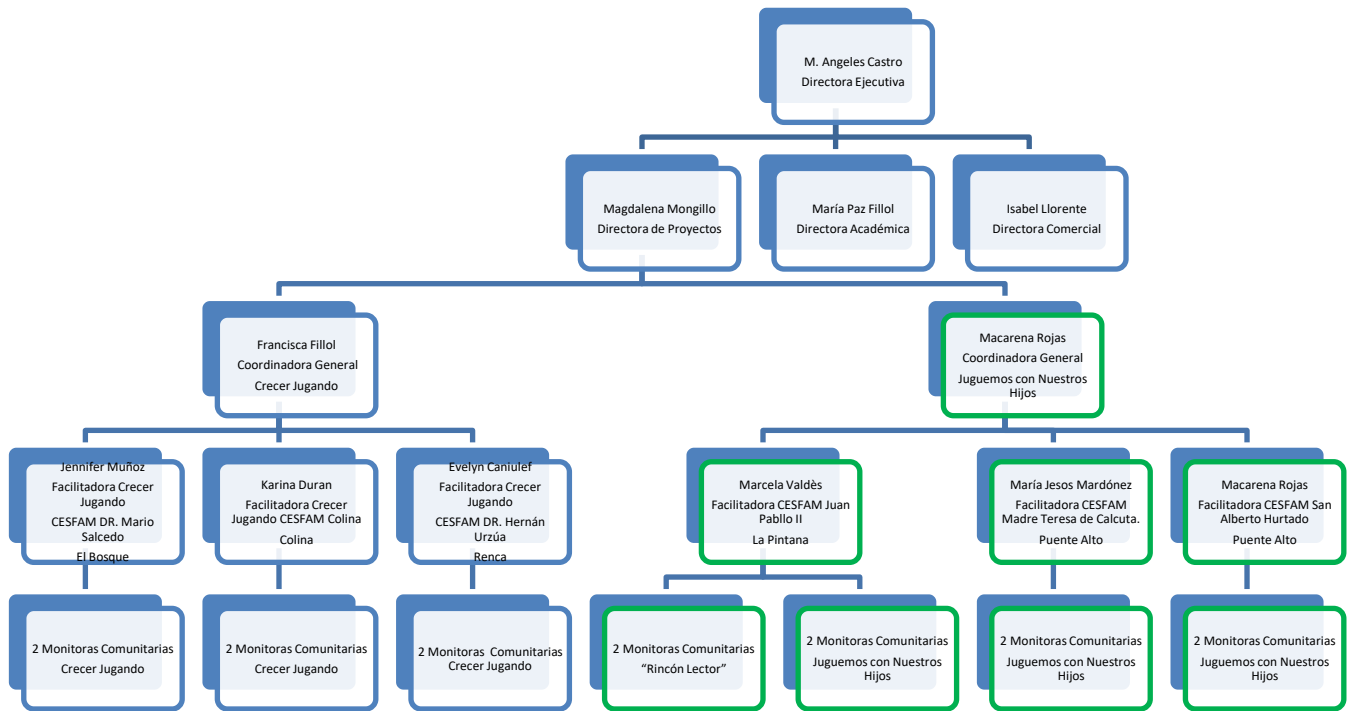 M. Angeles Castro
Directora Ejecutiva
Magdalena Mongillo
Directora de Proyectos
María Paz Fillol
Directora Académica
Isabel Llorente
Directora Comercial
Francisca Fillol
Coordinadora General
Crecer Jugando
Macarena Rojas
Coordinadora General
Juguemos con Nuestros
Hijos
Jennifer Muñoz
Facilitadora Crecer
Jugando
CESFAM DR. Mario
Salcedo
El Bosque
Karina Duran
Facilitadora Crecer
Jugando CESFAM Colina
Colina
Evelyn Caniulef
Facilitadora Crecer
Jugando
CESFAM DR. Hernán
Urzúa
Renca
Marcela Valdès
Facilitadora CESFAM Juan
Pabllo II
La Pintana
María Jesos Mardónez
Facilitadora CESFAM
Madre Teresa de Calcuta.
Puente Alto
Macarena Rojas
Facilitadora CESFAM San
Alberto Hurtado
Puente Alto
2 Monitoras Comunitarias
Crecer Jugando
2 Monitoras Comunitarias
Crecer Jugando
2 Monitoras Comunitarias
Crecer Jugando
2 Monitoras Comunitarias
“Rincón Lector”
2 Monitoras Comunitarias
Juguemos con Nuestros
Hijos
2 Monitoras Comunitarias
Juguemos con Nuestros
Hijos
2 Monitoras Comunitarias
Juguemos con Nuestros
Hijos